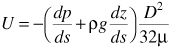 U = −(dp/ds + ρg dz/ds) D²/32μ